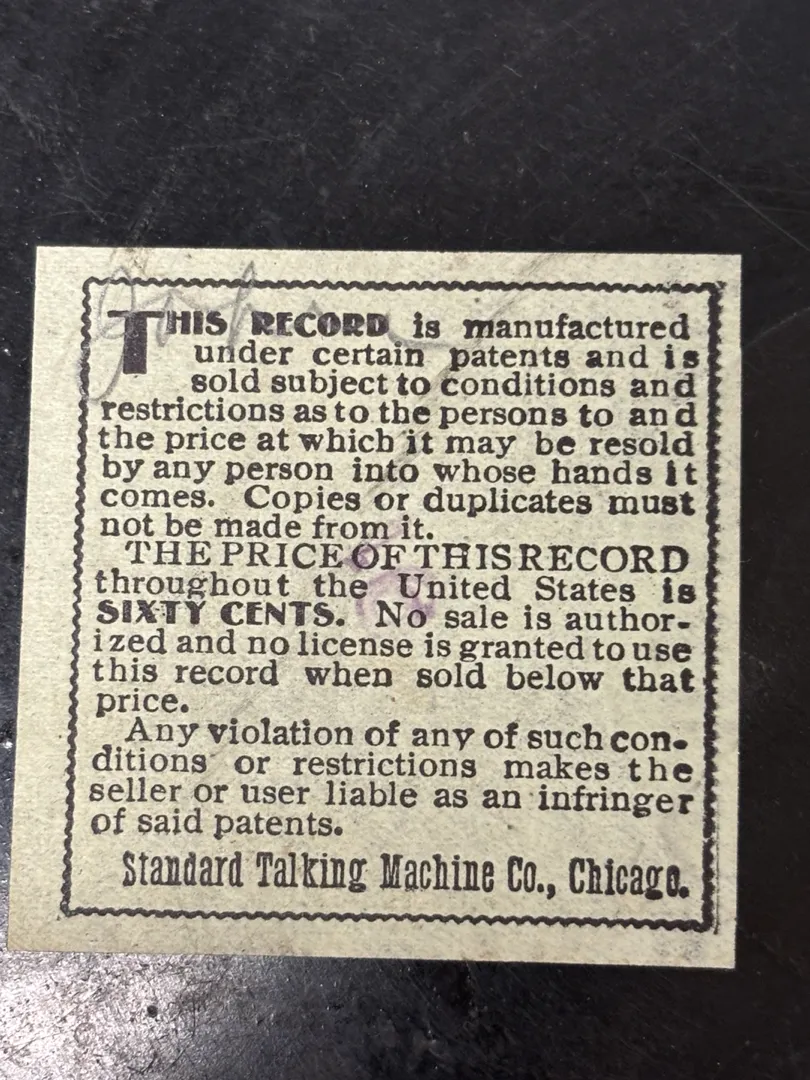 THIS RECORD is manufactured
under certain patents and is
sold subject to conditions and
restrictions as to the persons to and
the price at which it may be resold
by any person into whose hands it
comes. Copies or duplicates must
not be made from it.
THE PRICE OF THIS RECORD
throughout the United States is
SIXTY CENTS. No sale is author-
ized and no license is granted to use
this record when sold below that
price.
Any violation of any of such con-
ditions or restrictions makes the
seller or user liable as an infringer
of said patents.
Standard Talking Machine Co., Chicago.